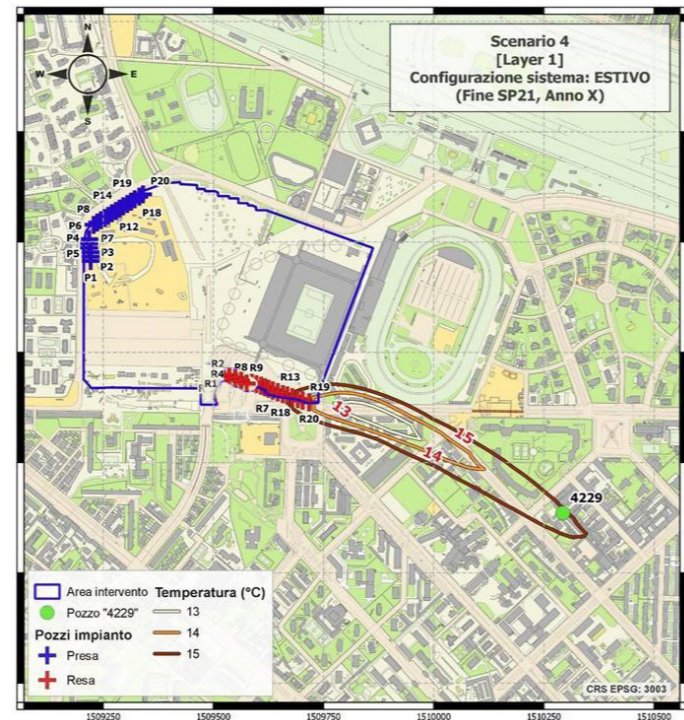 Scenario 4
[Layer 1]
Configurazione sistema: ESTIVO
(Fine SP21, Anno X)
N
W E
S
P19 P20
P14
P8 P18
P6 P12
P4 P7
P5 P3
P2
P1
R2
R4 P8 R9
R1 R13
R19
R7 R18
R20
13
15
14
4229
Area intervento
Pozzo "4229"
Pozzi impianto
Presa
Resa
Temperatura (°C)
13
14
15
CRS EPSG: 3003
1509250 1509500 1509750 1510000 1510250 1510500